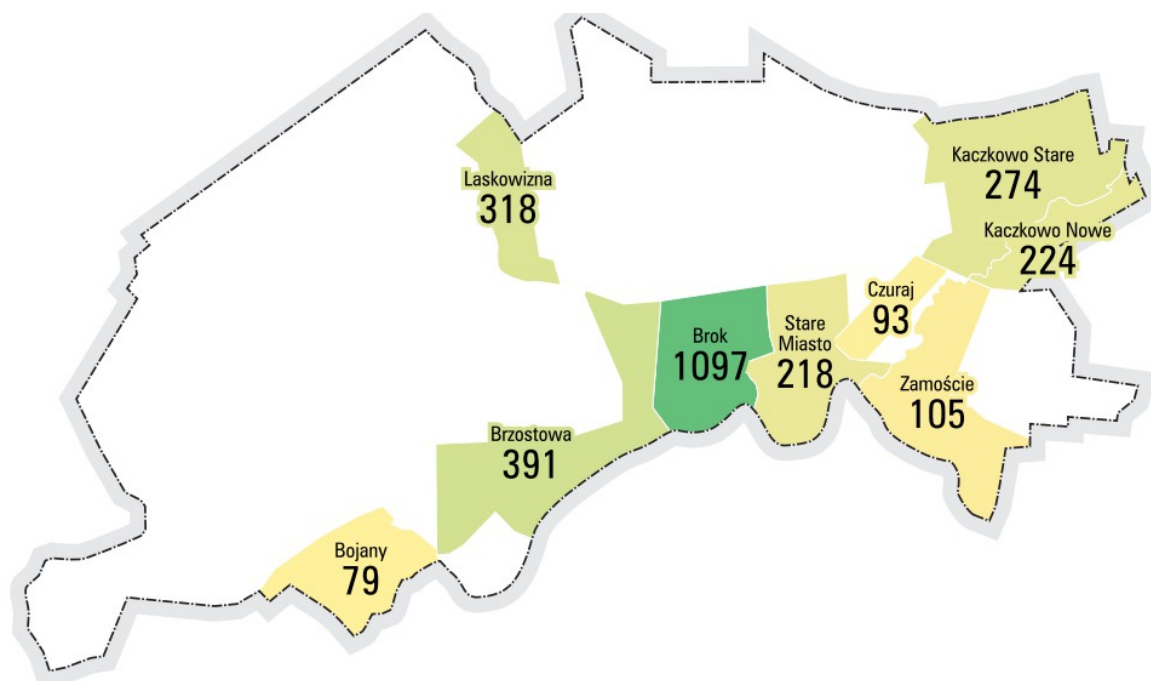 Kaczkowo Stare
274
Laskowizna
318
Kaczkowo Nowe
224
Czuraj
93
Brok
1097
Stare
Miasto
218
Zamoście
105
Brzostowa
391
Bojany
79